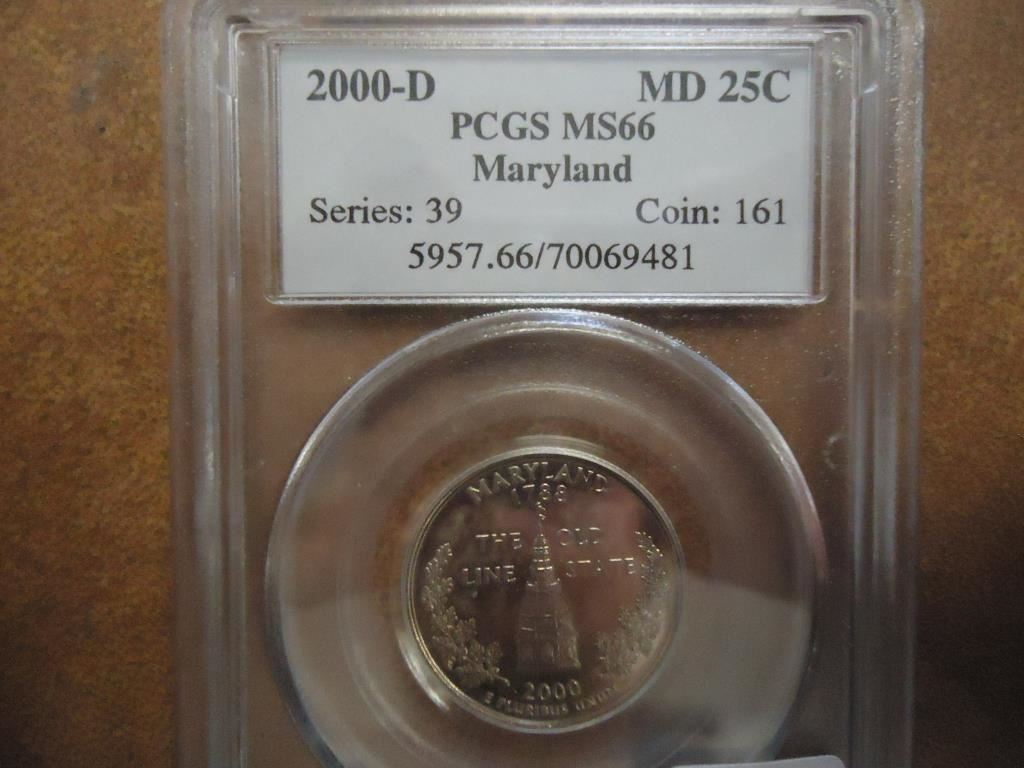 2000-D MD 25C
PCGS MS66
Maryland
Series: 39 Coin: 161
5957.66/70069481
MARYLAND
1788
THE OLD
LINE STATE
2000
E PLURIBUS UNUM